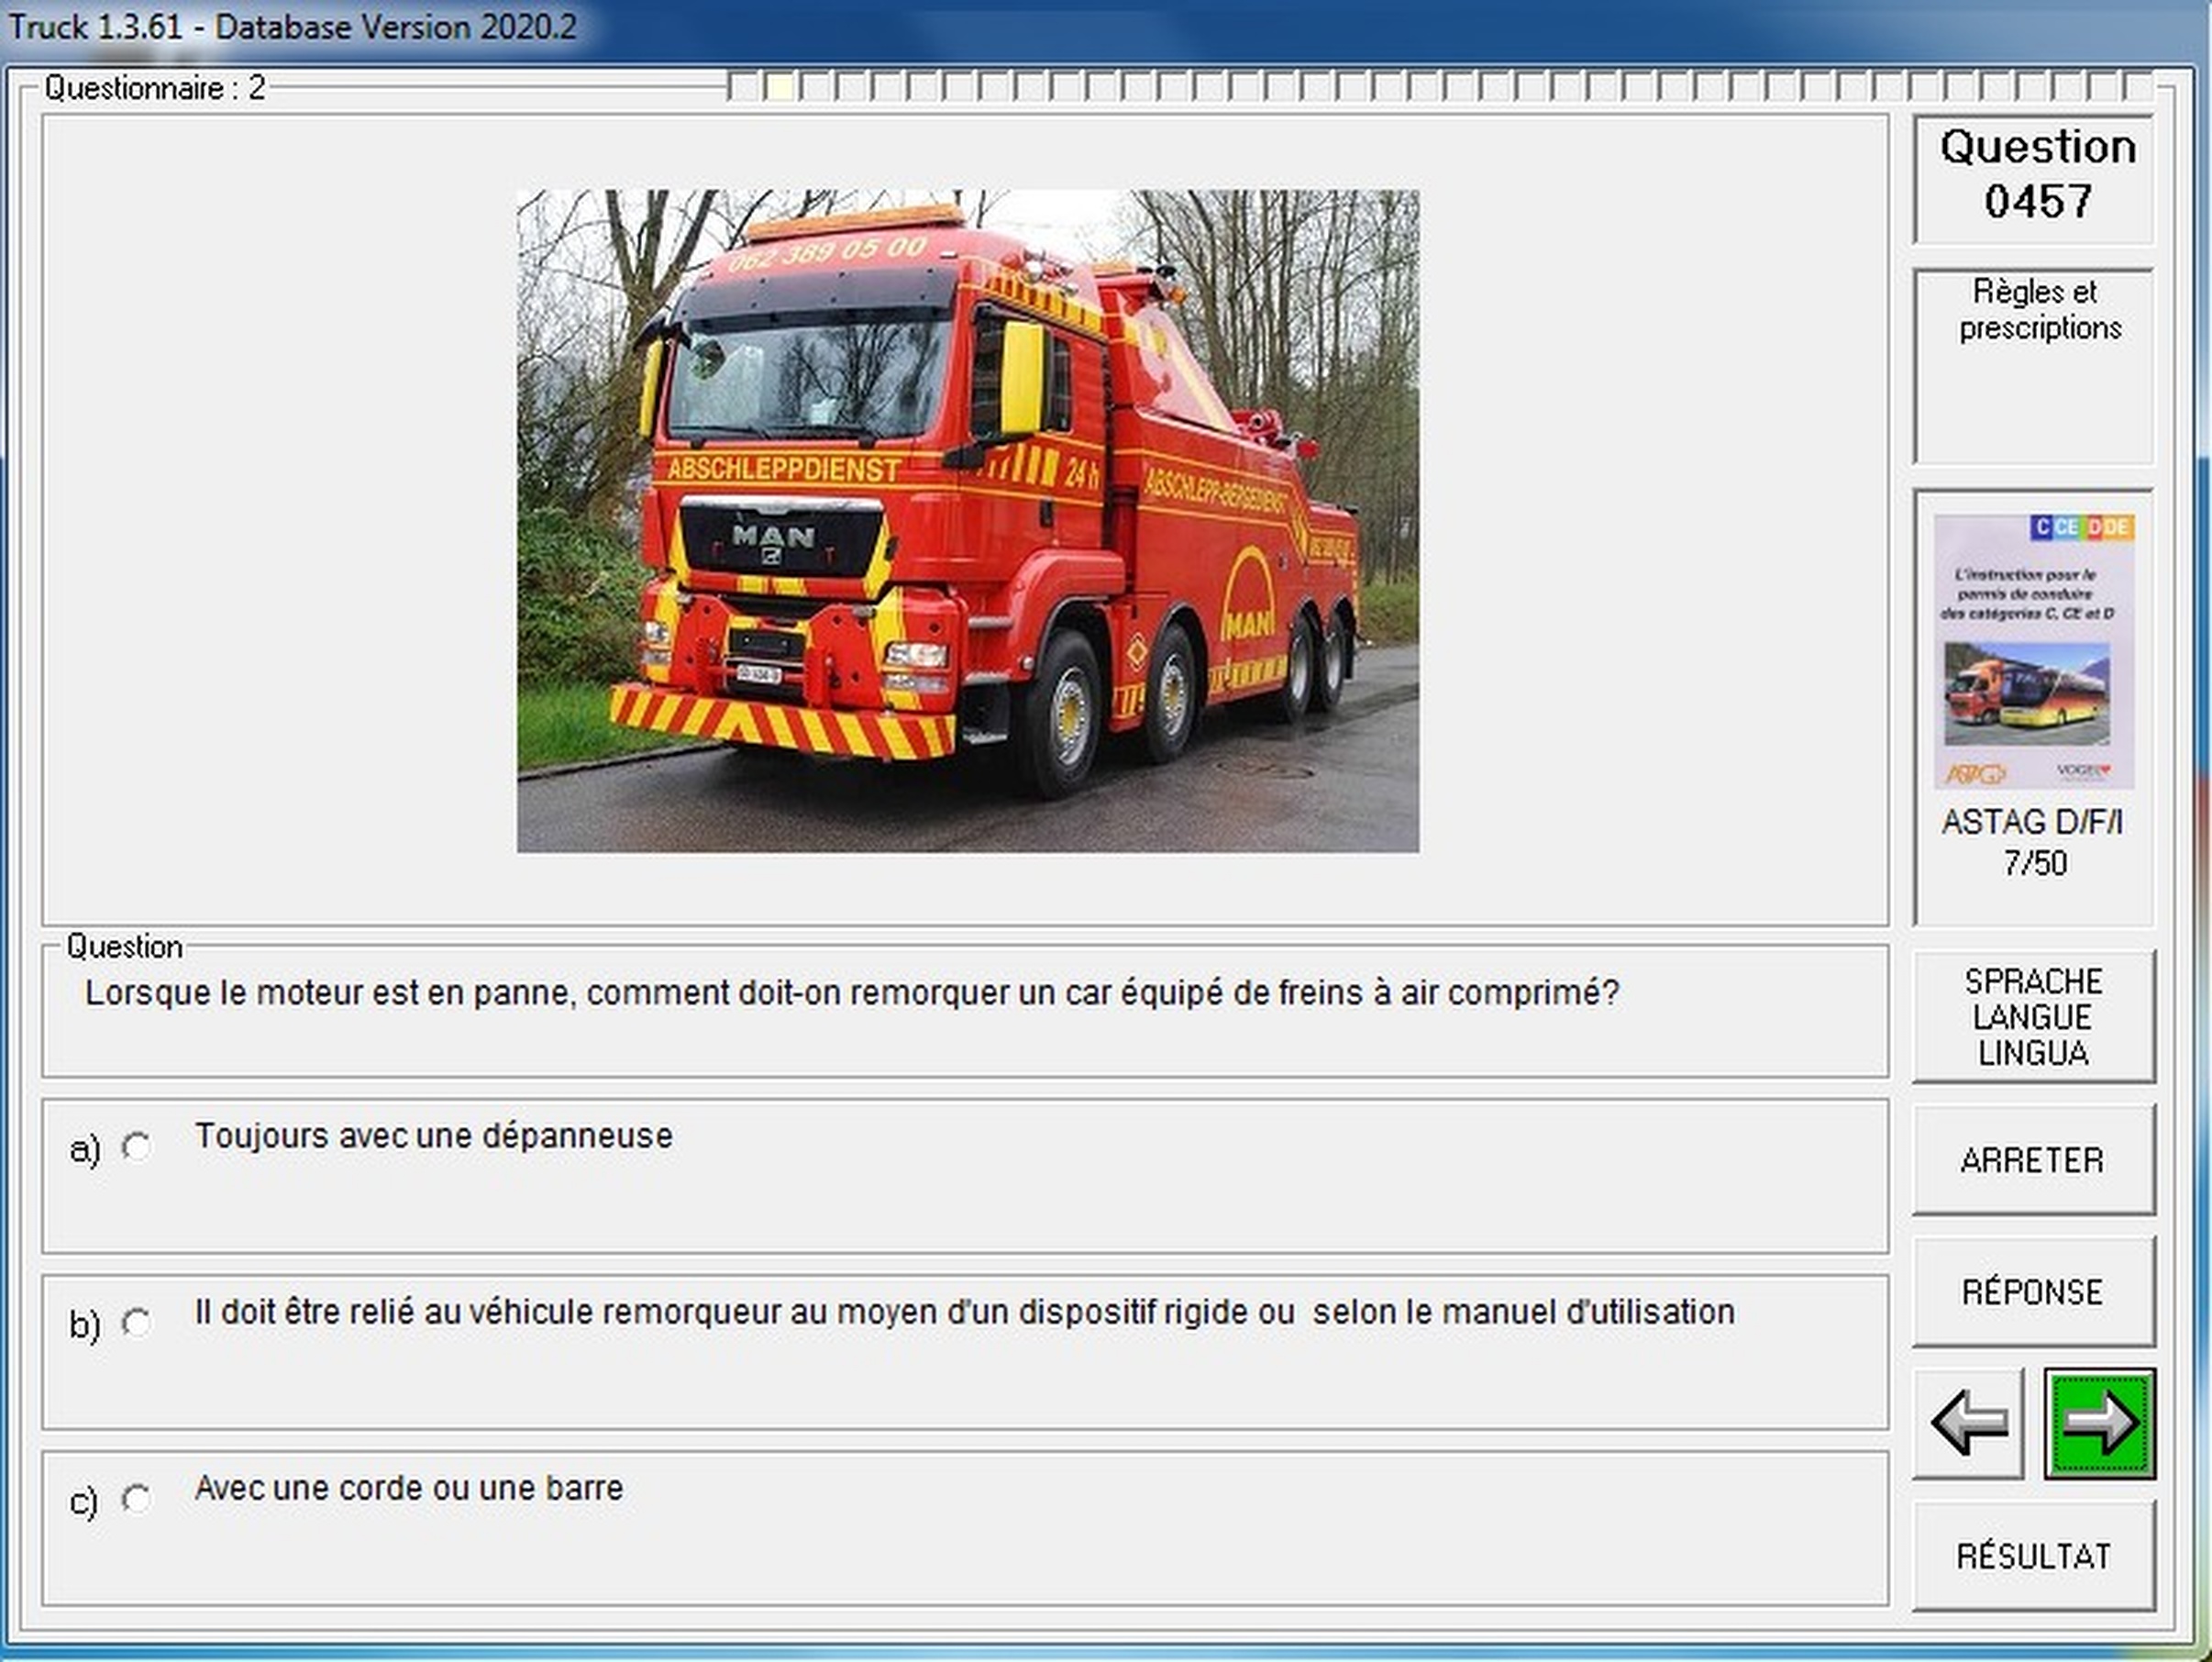 Truck 1.3.61 - Database Version 2020.2
Questionnaire : 2
062 389 05 00
ABSCHLEPPDIENST
24 h
ABSCHLEPP-BERGEDIENST
MAN
MAN
Question
0457
Règles et
prescriptions
C CE D DE
L'instruction pour le
permis de conduire
des catégories C, CE et D
ASTAG
VOGEL
ASTAG D/F/I
7/50
Question
Lorsque le moteur est en panne, comment doit-on remorquer un car équipé de freins à air comprimé?
a) Toujours avec une dépanneuse
b) Il doit être relié au véhicule remorqueur au moyen d'un dispositif rigide ou  selon le manuel d'utilisation
c) Avec une corde ou une barre
SPRACHE
LANGUE
LINGUA
ARRETER
RÉPONSE
RÉSULTAT